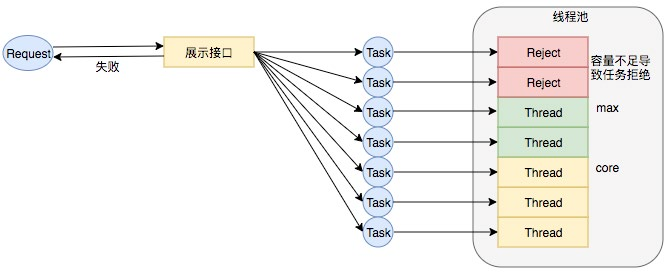 线程池
Request
失败
展示接口
Task
Reject
容量不足导
致任务拒绝
Task
Reject
Task
Thread
max
Task
Thread
Task
Thread
core
Task
Thread
Task
Thread